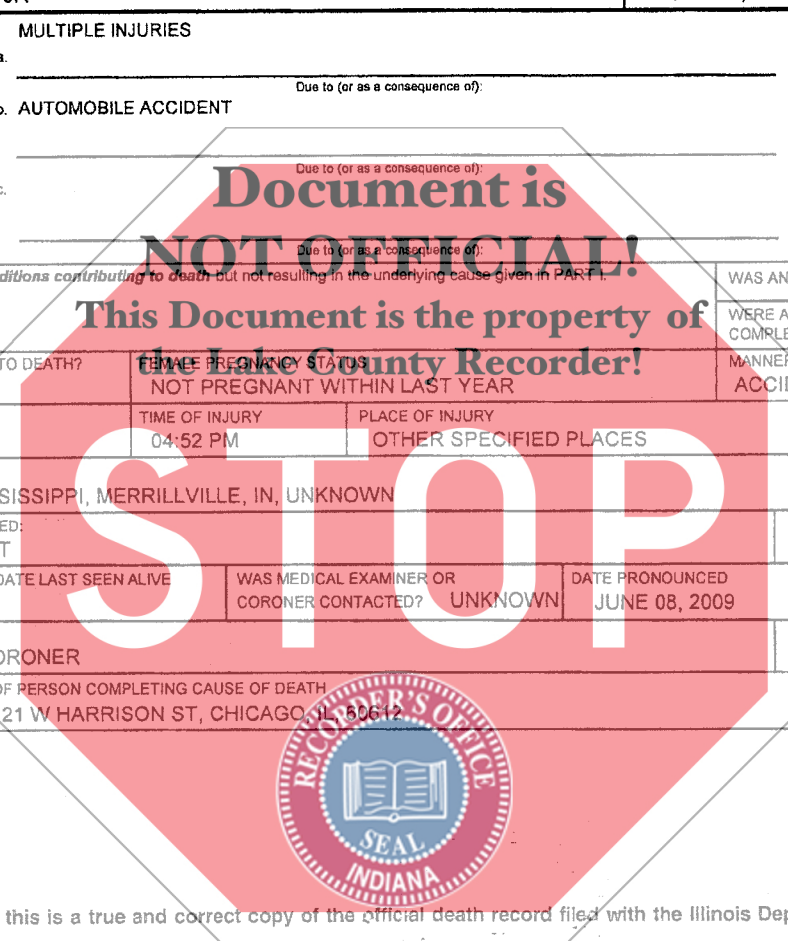 MULTIPLE INJURIES
a.
Due to (or as a consequence of):
b. AUTOMOBILE ACCIDENT
Due to (or as a consequence of):
c.
Document is
Due to (or as a consequence of):
NOT OFFICIAL!
ditions contributing to death but not resulting in the underlying cause given in PART I.
WAS AN
This Document is the property of
WERE A
COMPLE
the Lake County Recorder!
TO DEATH?
FEMALE PREGNANCY STATUS
MANNER
NOT PREGNANT WITHIN LAST YEAR
ACCID
TIME OF INJURY
PLACE OF INJURY
04:52 PM
OTHER SPECIFIED PLACES
STOP
SISSIPPI, MERRILLVILLE, IN, UNKNOWN
ED:
T
DATE LAST SEEN ALIVE
WAS MEDICAL EXAMINER OR
CORONER CONTACTED? UNKNOWN
DATE PRONOUNCED
JUNE 08, 2009
ORONER
OF PERSON COMPLETING CAUSE OF DEATH
21 W HARRISON ST, CHICAGO, IL, 60612
RECORDER'S OFFICE
SEAL
INDIANA
this is a true and correct copy of the official death record filed with the Illinois Dep